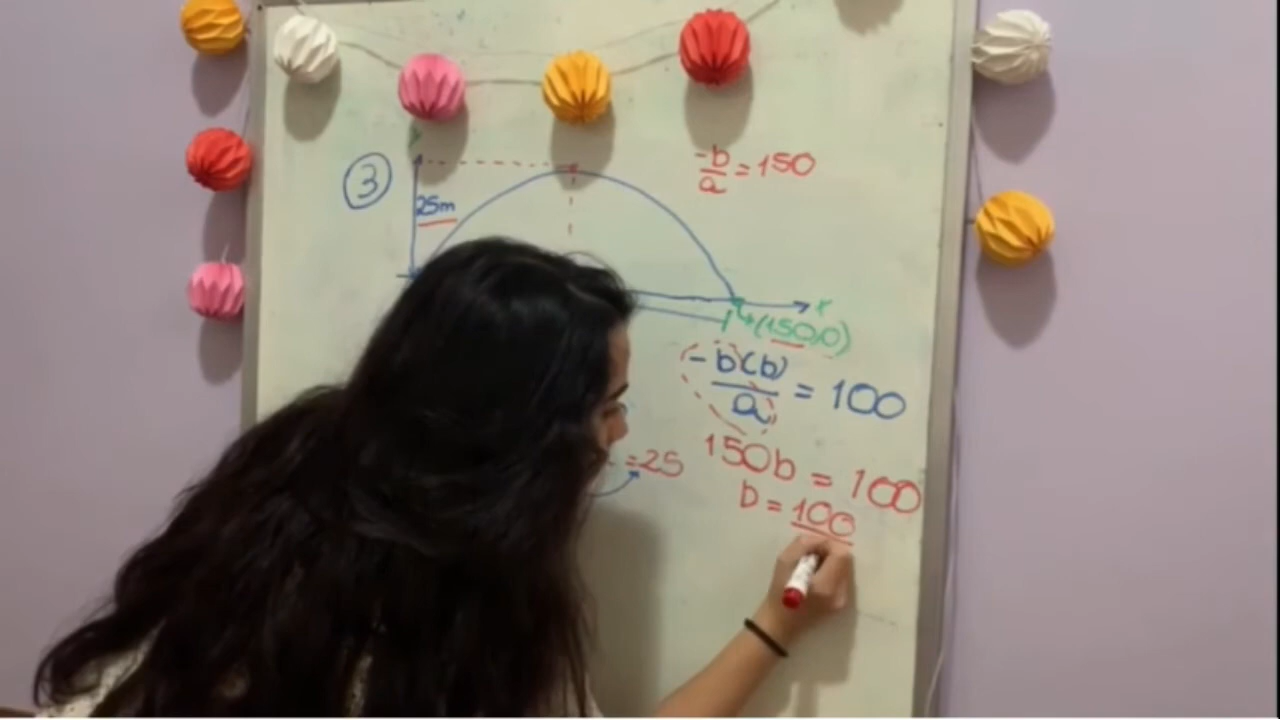 3
-b/a = 150
25m
x
(150,0)
-b(b)/a = 100
=25
150b = 100
b = 100